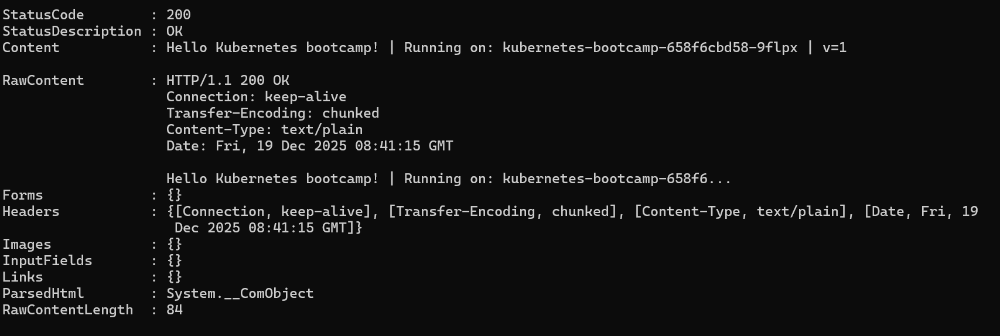 StatusCode        : 200
StatusDescription : OK
Content           : Hello Kubernetes bootcamp! | Running on: kubernetes-bootcamp-658f6cbd58-9flpx | v=1
RawContent        : HTTP/1.1 200 OK
                    Connection: keep-alive
                    Transfer-Encoding: chunked
                    Content-Type: text/plain
                    Date: Fri, 19 Dec 2025 08:41:15 GMT
                    Hello Kubernetes bootcamp! | Running on: kubernetes-bootcamp-658f6...
Forms             : {}
Headers           : {[Connection, keep-alive], [Transfer-Encoding, chunked], [Content-Type, text/plain], [Date, Fri, 19
                     Dec 2025 08:41:15 GMT]}
Images            : {}
InputFields       : {}
Links             : {}
ParsedHtml        : System.__ComObject
RawContentLength  : 84